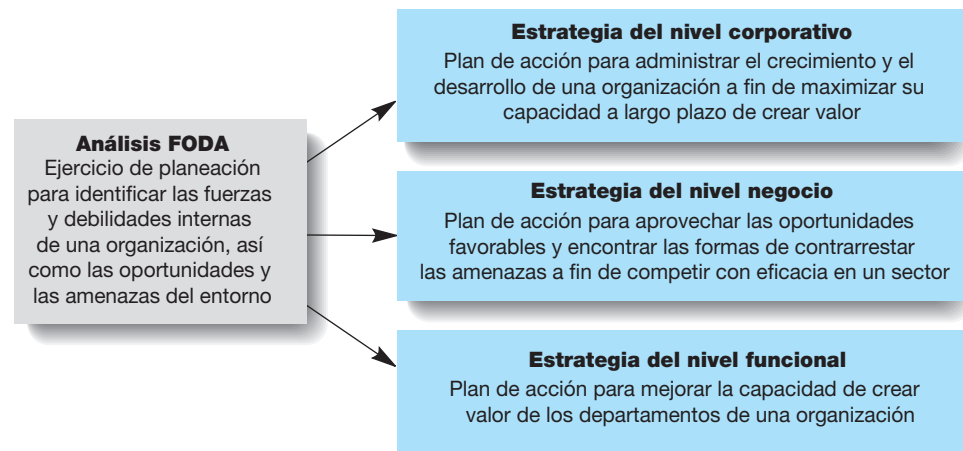 Análisis FODA
Ejercicio de planeación
para identificar las fuerzas
y debilidades internas
de una organización, así
como las oportunidades y
las amenazas del entorno
Estrategia del nivel corporativo
Plan de acción para administrar el crecimiento y el
desarrollo de una organización a fin de maximizar su
capacidad a largo plazo de crear valor
Estrategia del nivel negocio
Plan de acción para aprovechar las oportunidades
favorables y encontrar las formas de contrarrestar
las amenazas a fin de competir con eficacia en un sector
Estrategia del nivel funcional
Plan de acción para mejorar la capacidad de crear
valor de los departamentos de una organización